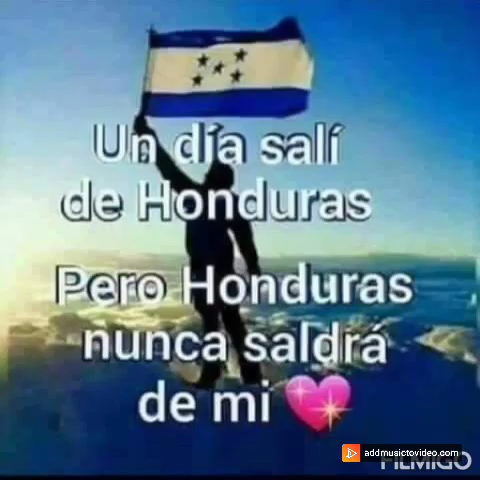 Un día salí
de Honduras
Pero Honduras
nunca saldrá
de mi 💖
addmusictovideo.com
FILMIGO